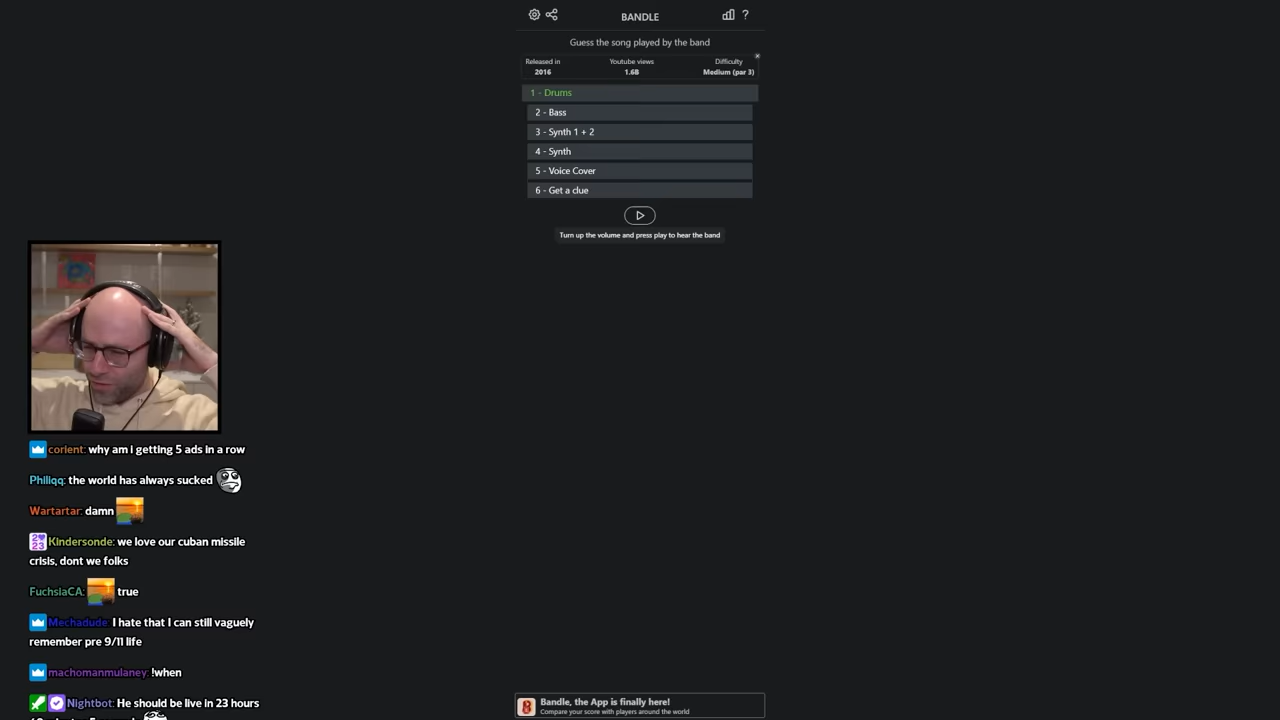 BANDLE
?
Guess the song played by the band
Released in
2016
Youtube views
1.6B
Difficulty
Medium (par 3)
1 - Drums
2 - Bass
3 - Synth 1 + 2
4 - Synth
5 - Voice Cover
6 - Get a clue
Turn up the volume and press play to hear the band
corient: why am I getting 5 ads in a row
Philiqq: the world has always sucked
Wartartar: damn
Kindersonde: we love our cuban missile
crisis, dont we folks
FuchsiaCA: true
Mechadude: I hate that I can still vaguely
remember pre 9/11 life
machomanmulaney: !when
Nightbot: He should be live in 23 hours
Bandle, the App is finally here!
Compare your score with players around the world